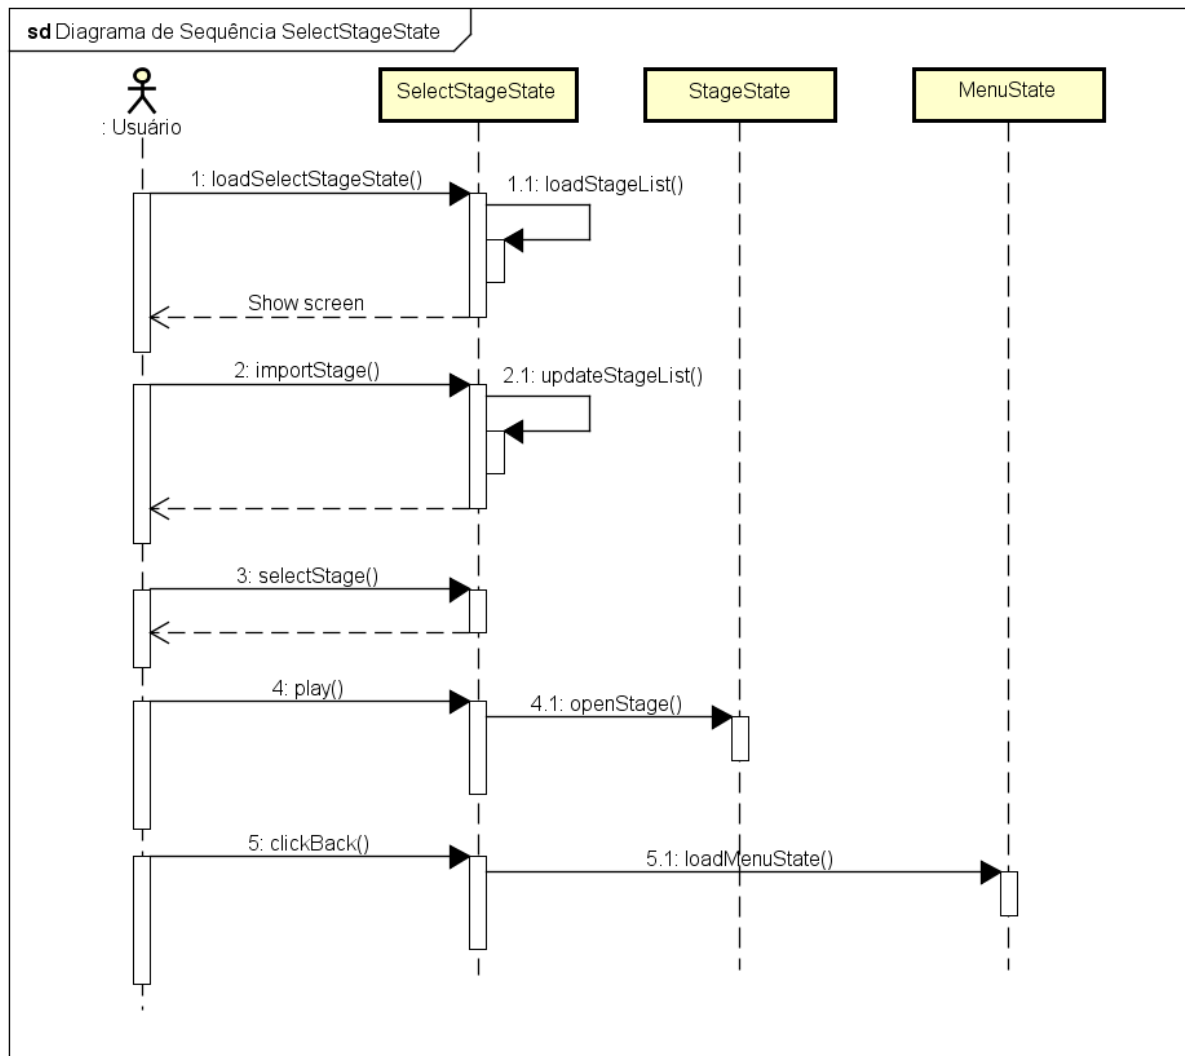 sd Diagrama de Sequência SelectStageState
: Usuário
SelectStageState
StageState
MenuState
1: loadSelectStageState()
1.1: loadStageList()
Show screen
2: importStage()
2.1: updateStageList()
3: selectStage()
4: play()
4.1: openStage()
5: clickBack()
5.1: loadMenuState()